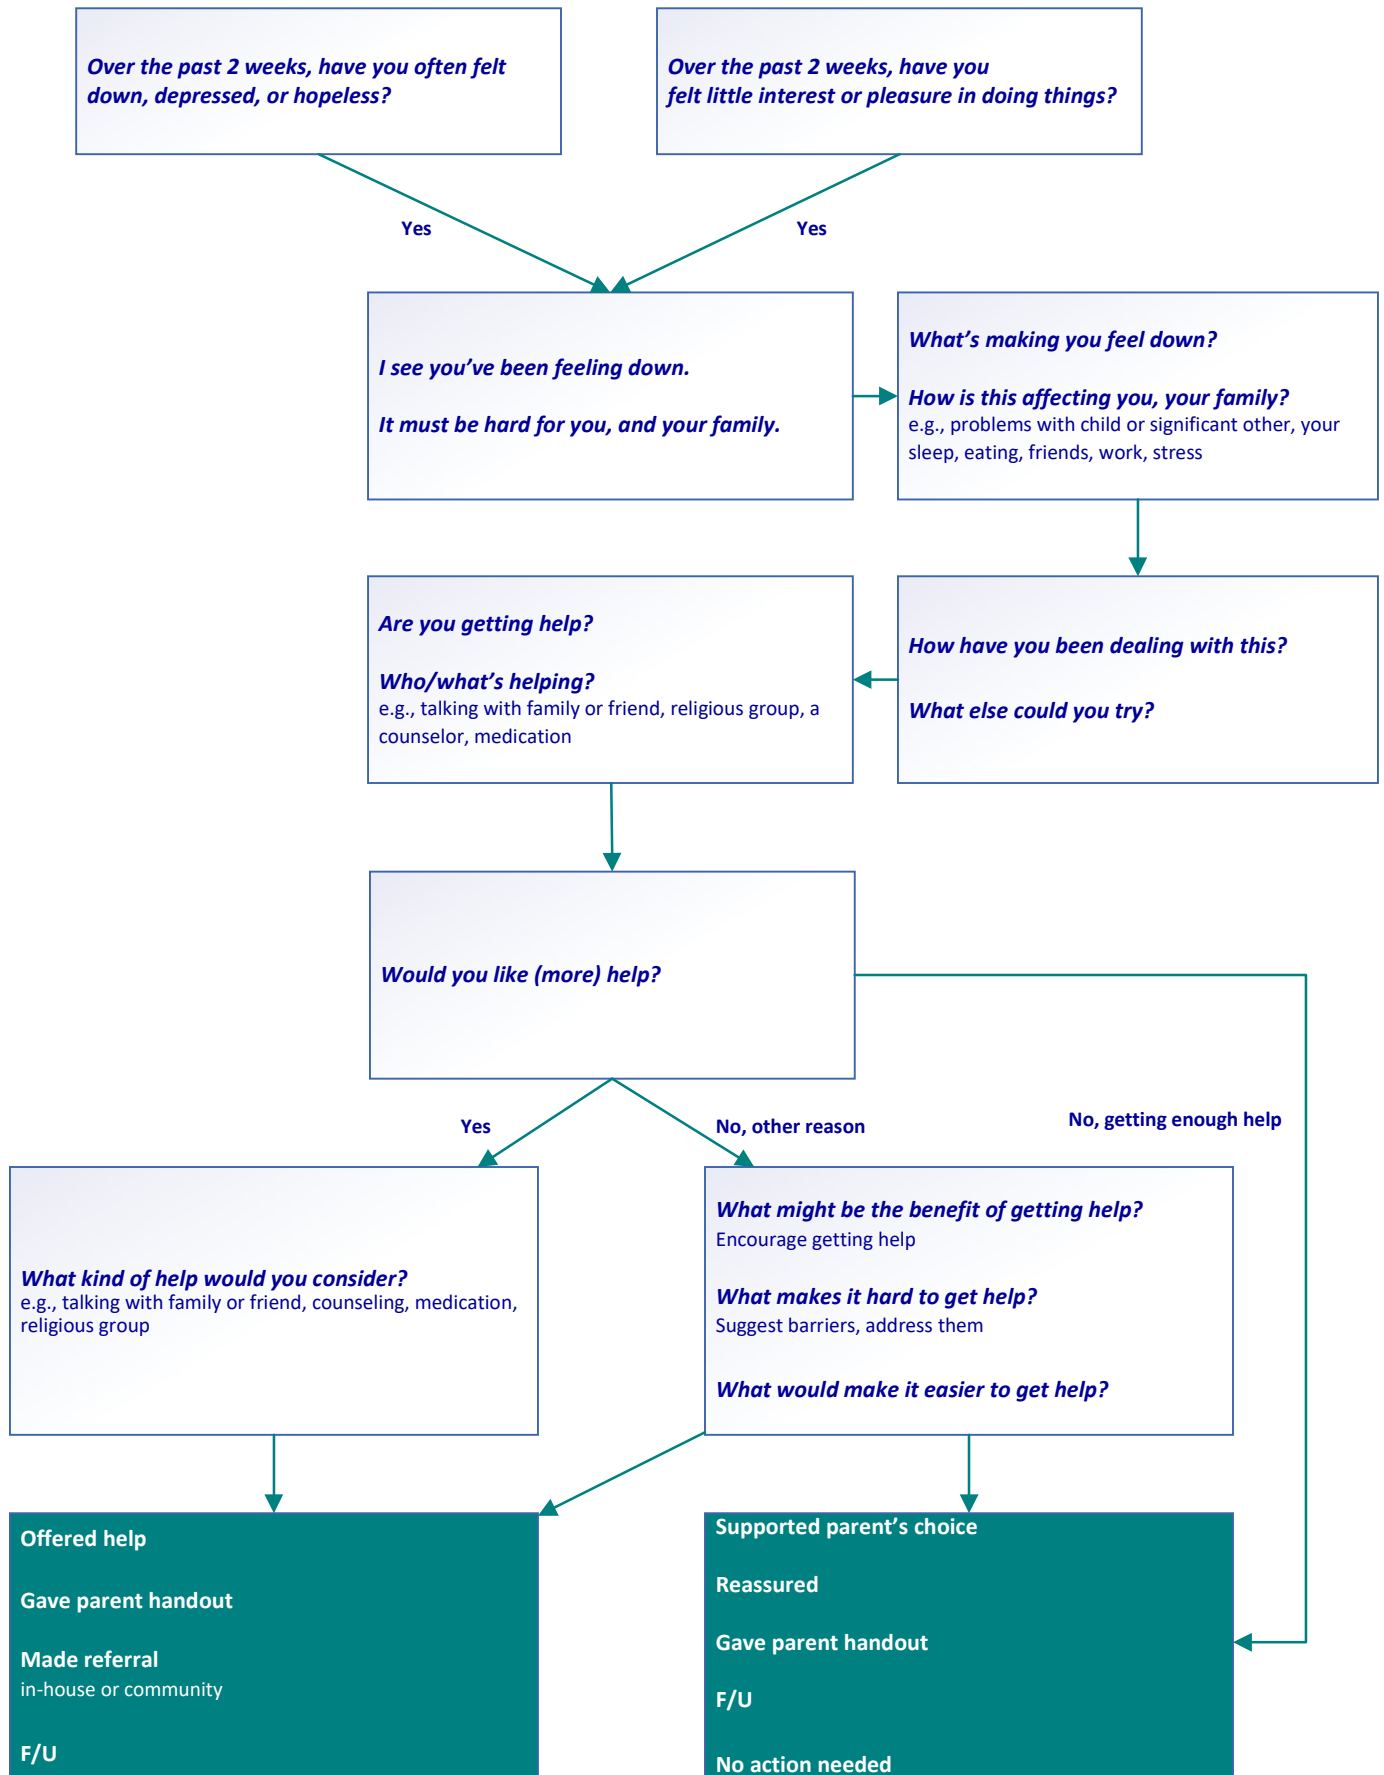 Over the past 2 weeks, have you often felt
down, depressed, or hopeless?
Over the past 2 weeks, have you
felt little interest or pleasure in doing things?
Yes
Yes
I see you’ve been feeling down.
It must be hard for you, and your family.
What’s making you feel down?
How is this affecting you, your family?
e.g., problems with child or significant other, your
sleep, eating, friends, work, stress
How have you been dealing with this?
What else could you try?
Are you getting help?
Who/what’s helping?
e.g., talking with family or friend, religious group, a
counselor, medication
Would you like (more) help?
Yes
No, other reason
No, getting enough help
What kind of help would you consider?
e.g., talking with family or friend, counseling, medication,
religious group
What might be the benefit of getting help?
Encourage getting help
What makes it hard to get help?
Suggest barriers, address them
What would make it easier to get help?
Offered help
Gave parent handout
Made referral
in-house or community
F/U
Supported parent’s choice
Reassured
Gave parent handout
F/U
No action needed